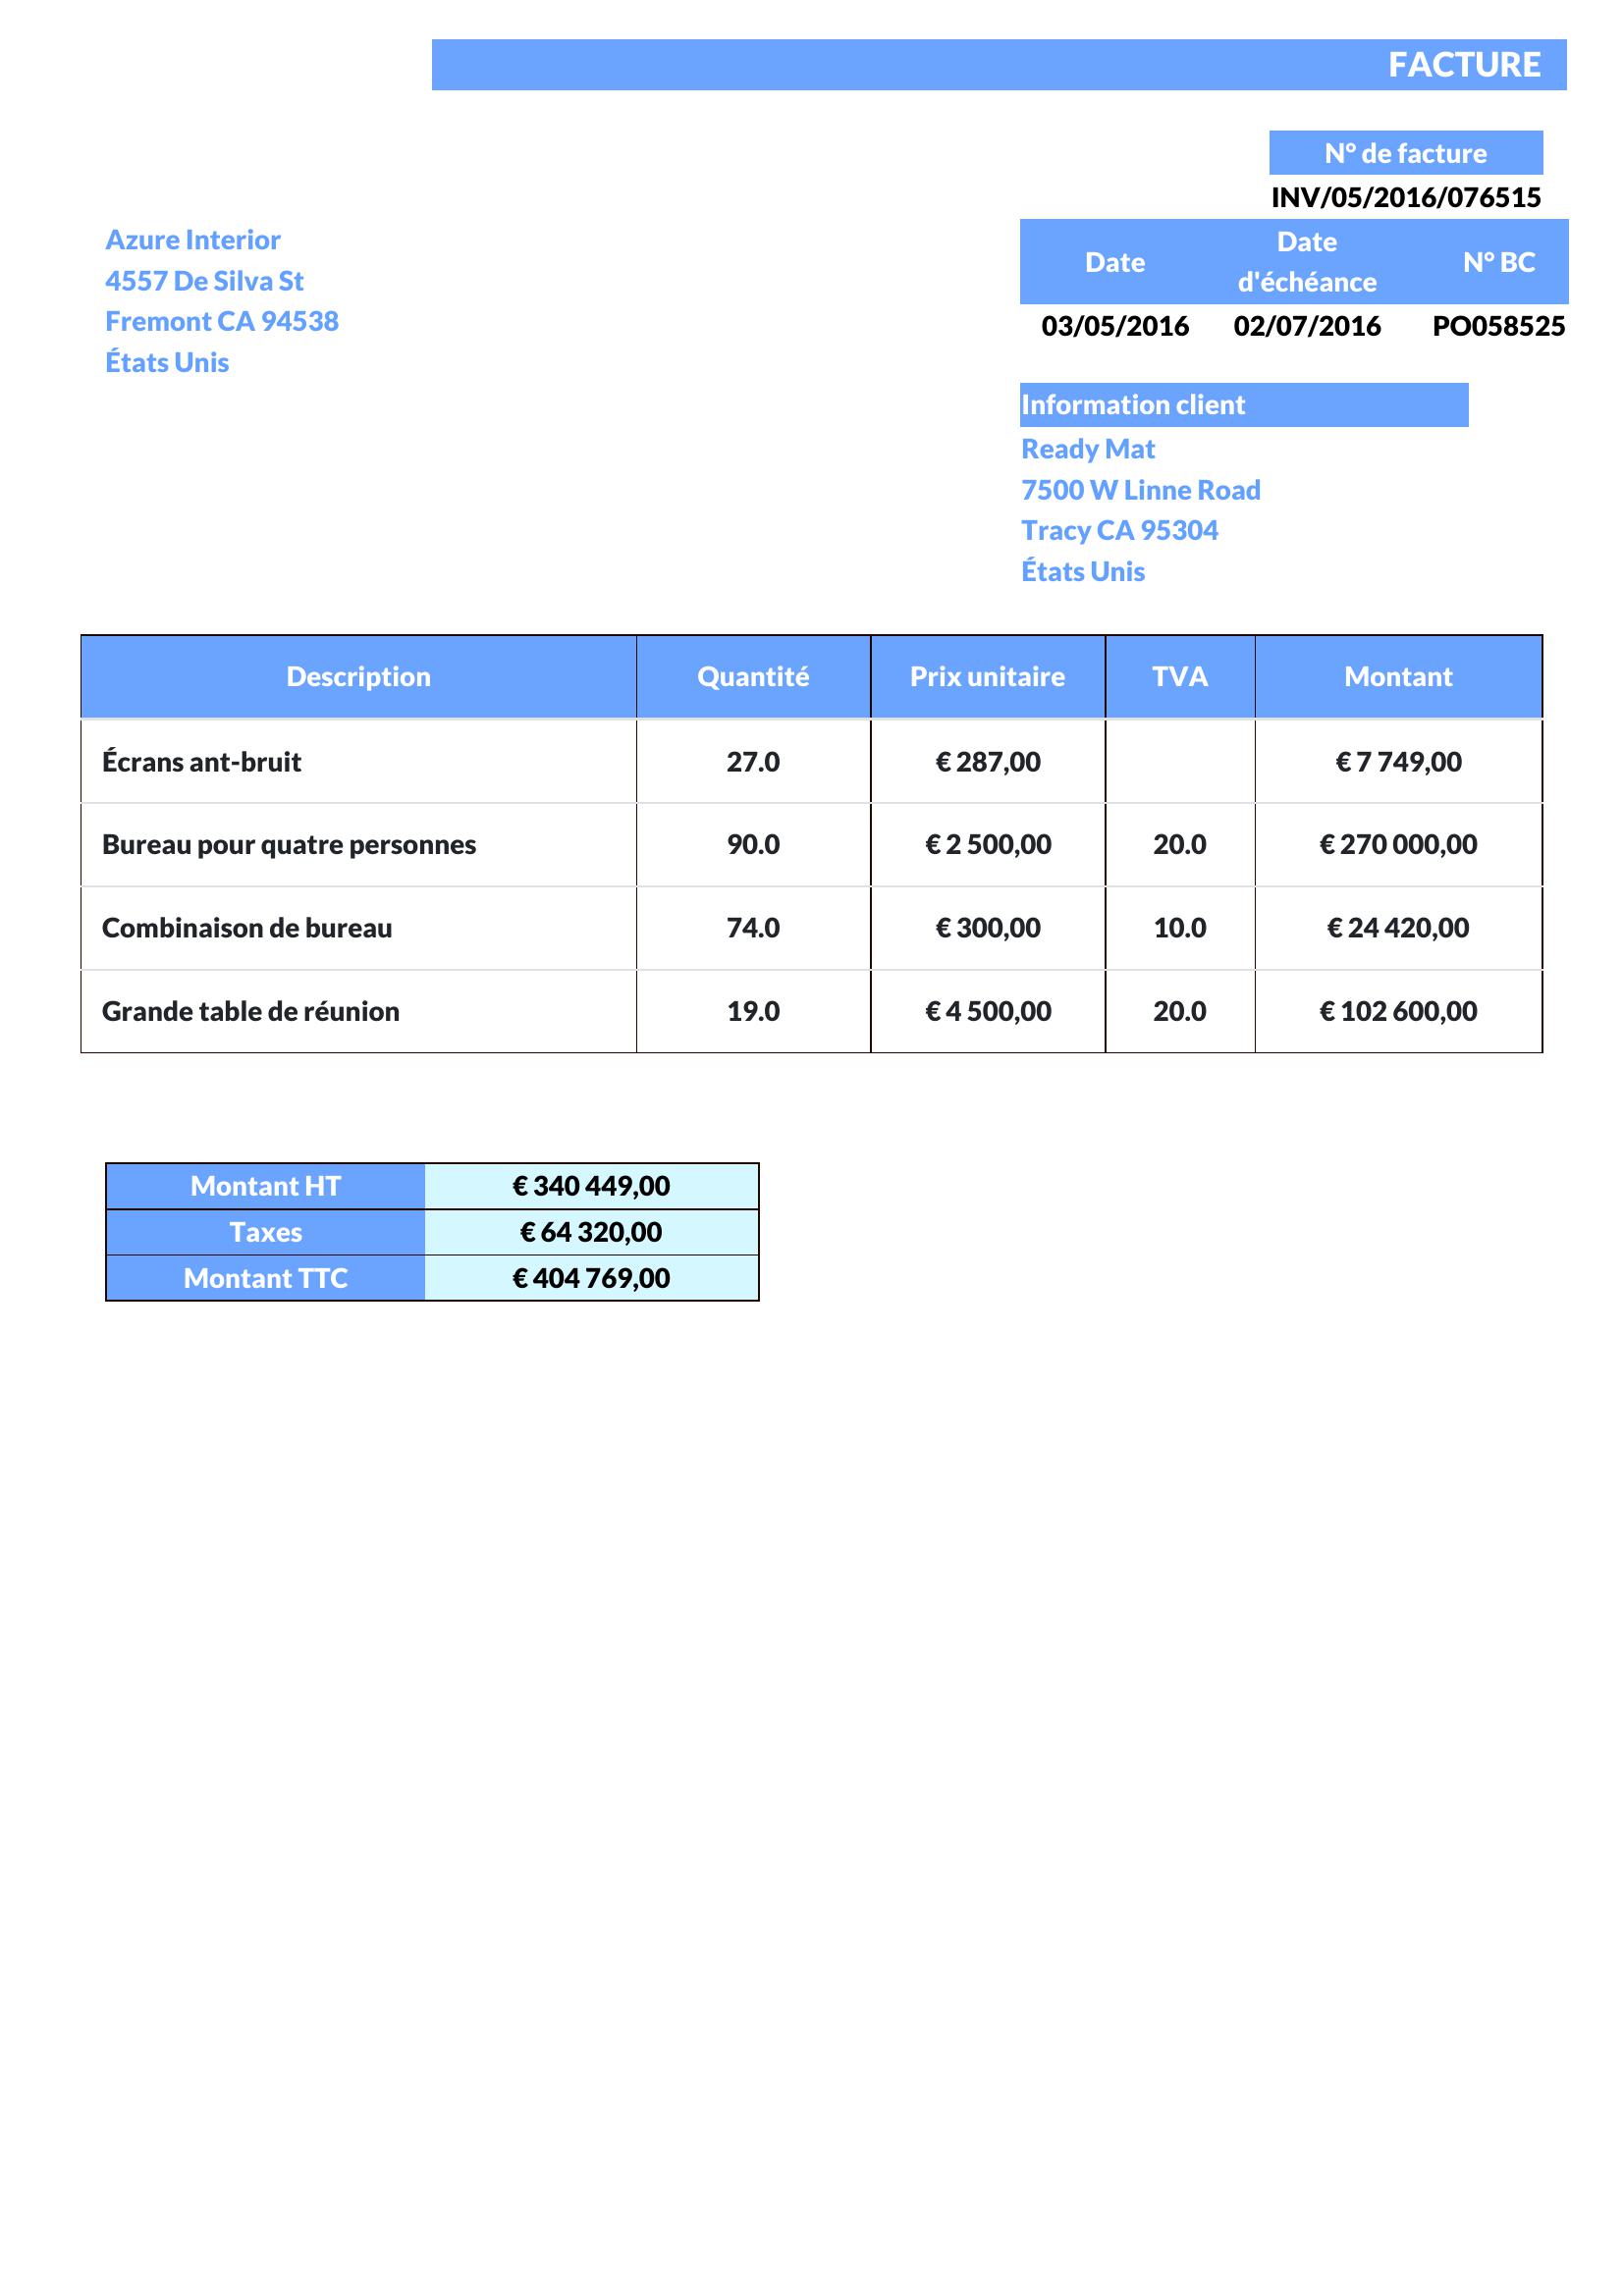 FACTURE
N° de facture
INV/05/2016/076515
Azure Interior
4557 De Silva St
Fremont CA 94538
États Unis
Date Date d'échéance N° BC
03/05/2016 02/07/2016 PO058525
Information client
Ready Mat
7500 W Linne Road
Tracy CA 95304
États Unis
Description Quantité Prix unitaire TVA Montant
Écrans ant-bruit 27.0 € 287,00 € 7 749,00
Bureau pour quatre personnes 90.0 € 2 500,00 20.0 € 270 000,00
Combinaison de bureau 74.0 € 300,00 10.0 € 24 420,00
Grande table de réunion 19.0 € 4 500,00 20.0 € 102 600,00
Montant HT € 340 449,00
Taxes € 64 320,00
Montant TTC € 404 769,00